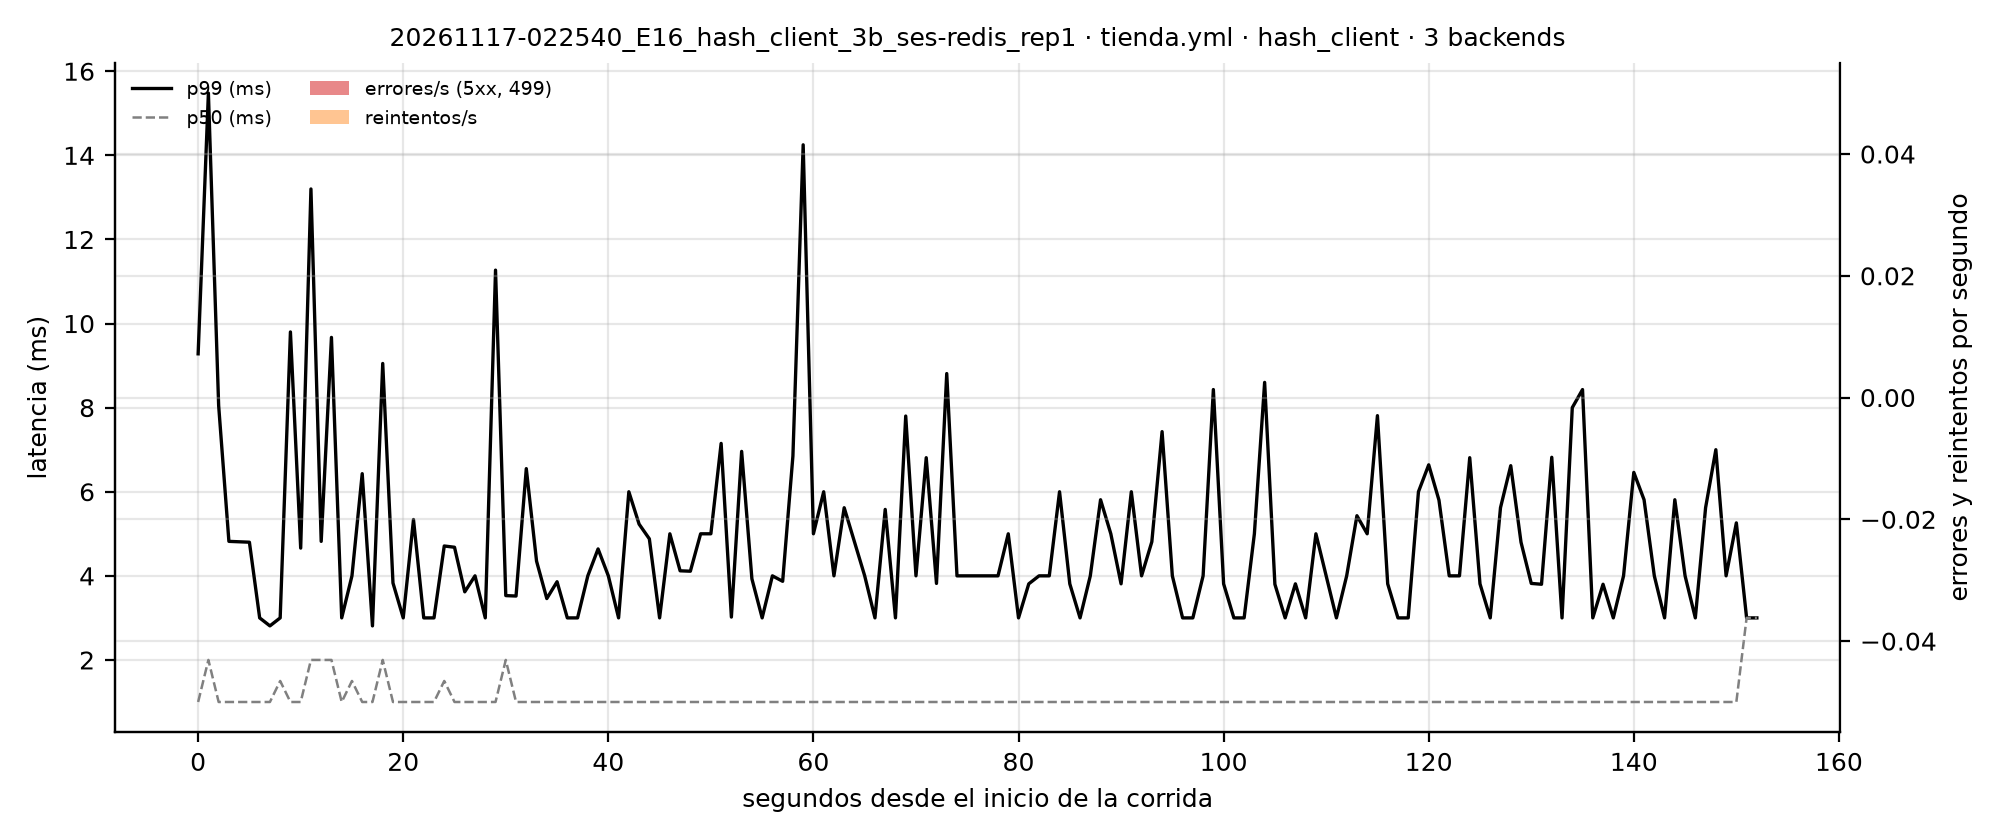 20261117-022540_E16_hash_client_3b_ses-redis_rep1 · tienda.yml · hash_client · 3 backends
p99 (ms)
p50 (ms)
errores/s (5xx, 499)
reintentos/s
latencia (ms)
16
14
12
10
8
6
4
2
0
20
40
60
80
100
120
140
160
segundos desde el inicio de la corrida
0.04
0.02
0.00
−0.02
−0.04
errores y reintentos por segundo